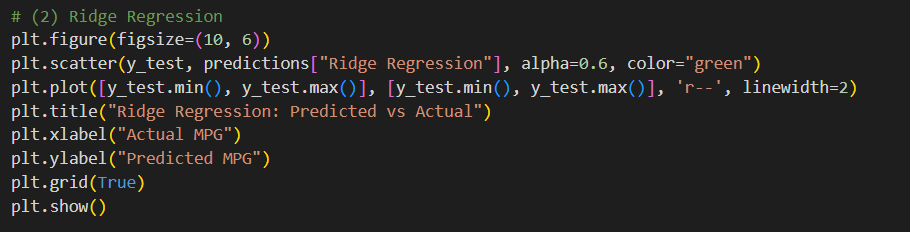 # (2) Ridge Regression
plt.figure(figsize=(10, 6))
plt.scatter(y_test, predictions["Ridge Regression"], alpha=0.6, color="green")
plt.plot([y_test.min(), y_test.max()], [y_test.min(), y_test.max()], 'r--', linewidth=2)
plt.title("Ridge Regression: Predicted vs Actual")
plt.xlabel("Actual MPG")
plt.ylabel("Predicted MPG")
plt.grid(True)
plt.show()